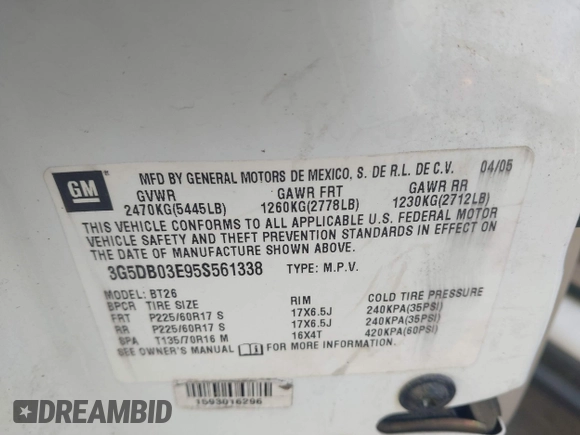 MFD BY GENERAL MOTORS DE MEXICO, S. DE R.L. DE C.V. 04/05
GM
GVWR GAWR FRT GAWR RR
2470KG(5445LB) 1260KG(2778LB) 1230KG(2712LB)
THIS VEHICLE CONFORMS TO ALL APPLICABLE U.S. FEDERAL MOTOR
VEHICLE SAFETY AND THEFT PREVENTION STANDARDS IN EFFECT ON
THE DATE OF MANUFACTURE SHOWN ABOVE.
3G5DB03E95S561338 TYPE: M.P.V.
MODEL: BT26
BPCR TIRE SIZE RIM COLD TIRE PRESSURE
FRT P225/60R17 S 17X6.5J 240KPA(35PSI)
RR P225/60R17 S 17X6.5J 240KPA(35PSI)
SPA T135/70R16 M 16X4T 420KPA(60PSI)
SEE OWNER'S MANUAL FOR MORE INFORMATION.
1593016296
DREAMBID